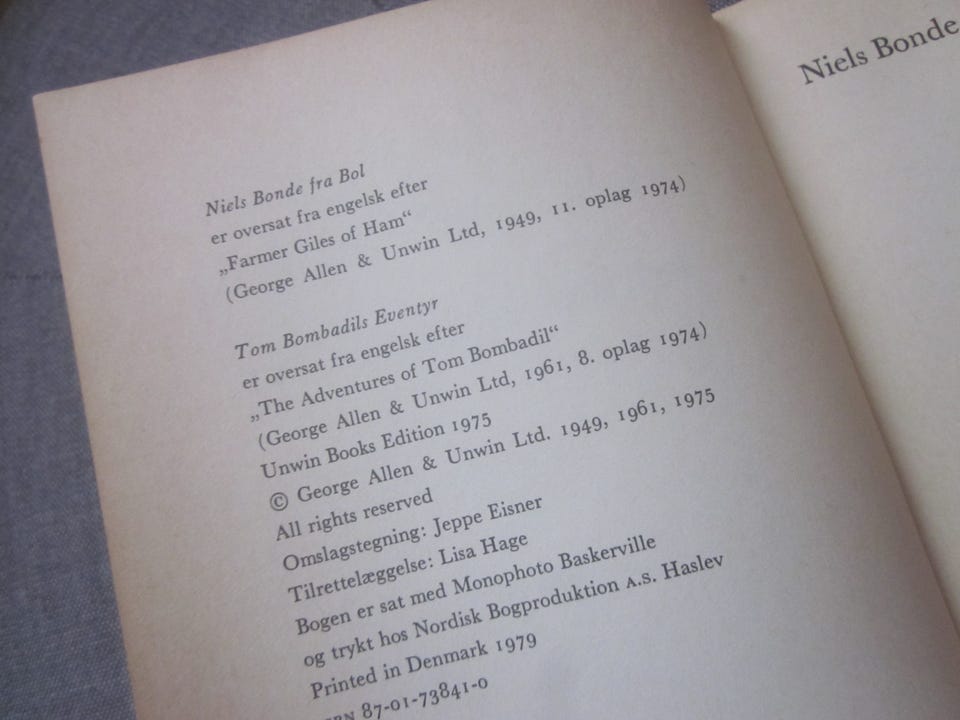 Niels Bonde fra Bol
er oversat fra engelsk efter
„Farmer Giles of Ham“
(George Allen & Unwin Ltd, 1949, 11. oplag 1974)
Tom Bombadils Eventyr
er oversat fra engelsk efter
„The Adventures of Tom Bombadil“
(George Allen & Unwin Ltd, 1961, 8. oplag 1974)
Unwin Books Edition 1975
© George Allen & Unwin Ltd. 1949, 1961, 1975
All rights reserved
Omslagstegning: Jeppe Eisner
Tilrettelæggelse: Lisa Hage
Bogen er sat med Monophoto Baskerville
og trykt hos Nordisk Bogproduktion A.S. Haslev
Printed in Denmark 1979
87-01-73841-0
Niels Bonde